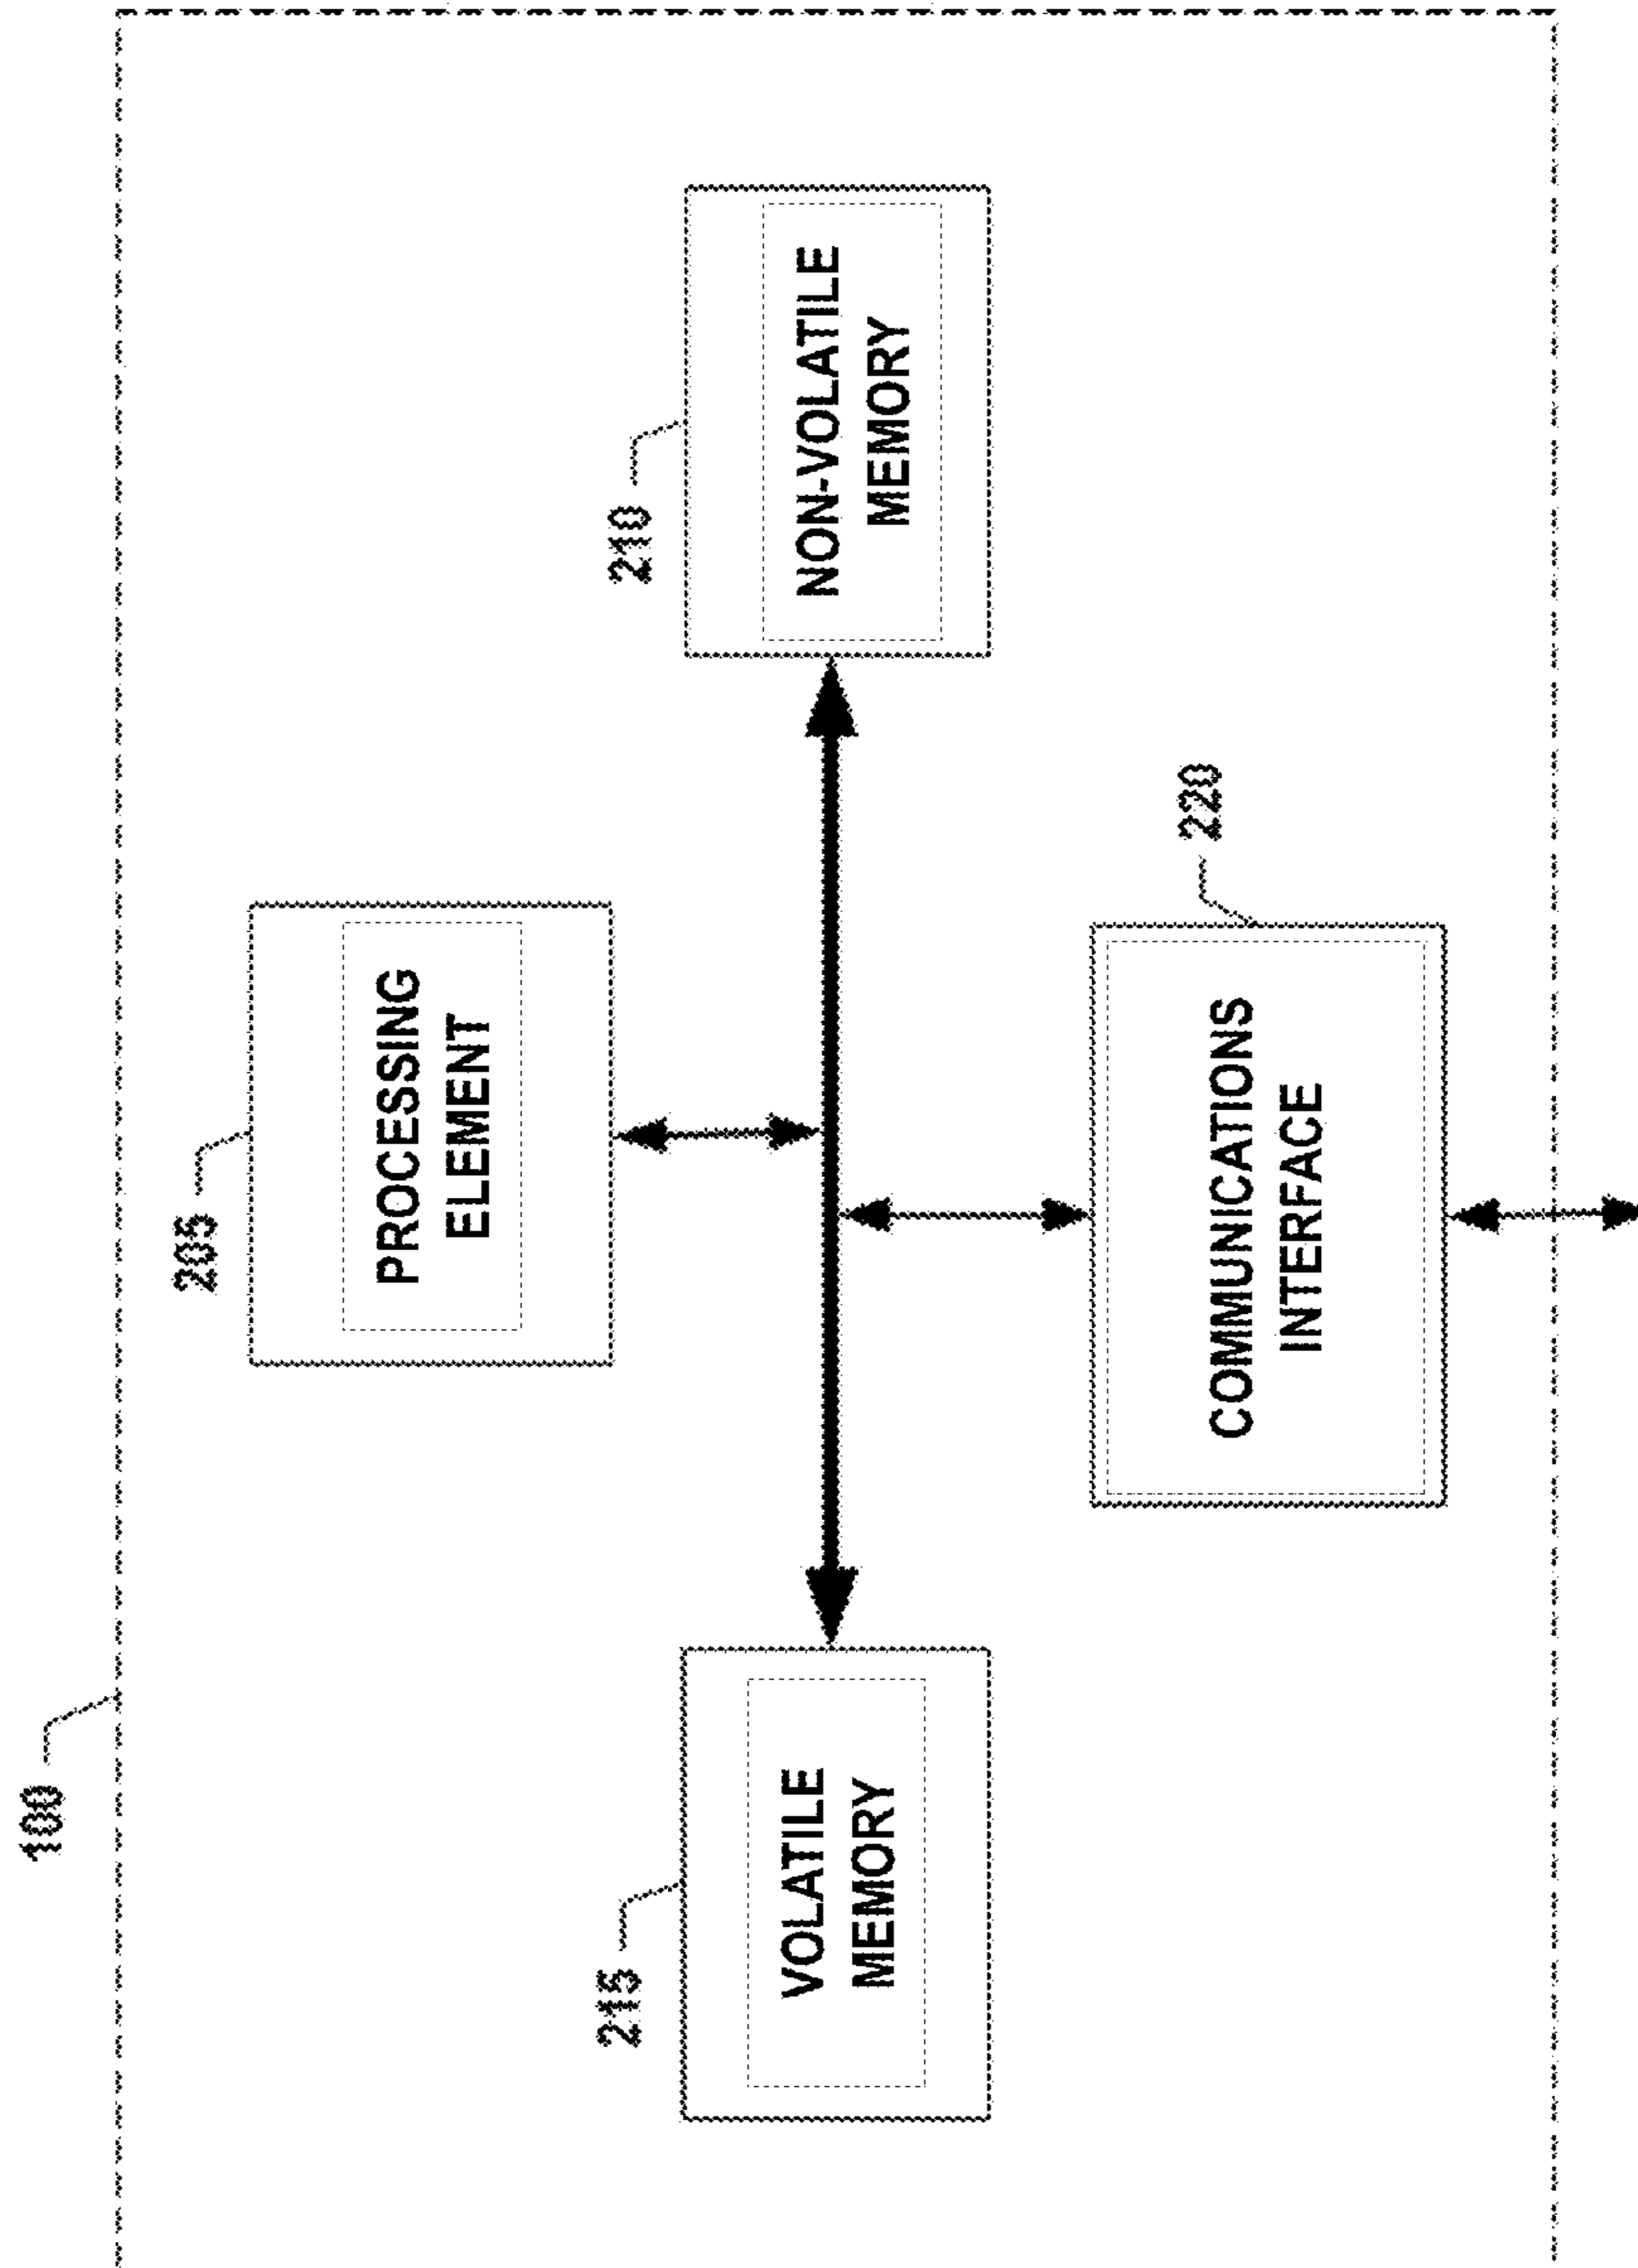 100
205
PROCESSING
ELEMENT
215
VOLATILE
MEMORY
210
NON-VOLATILE
MEMORY
220
COMMUNICATIONS
INTERFACE